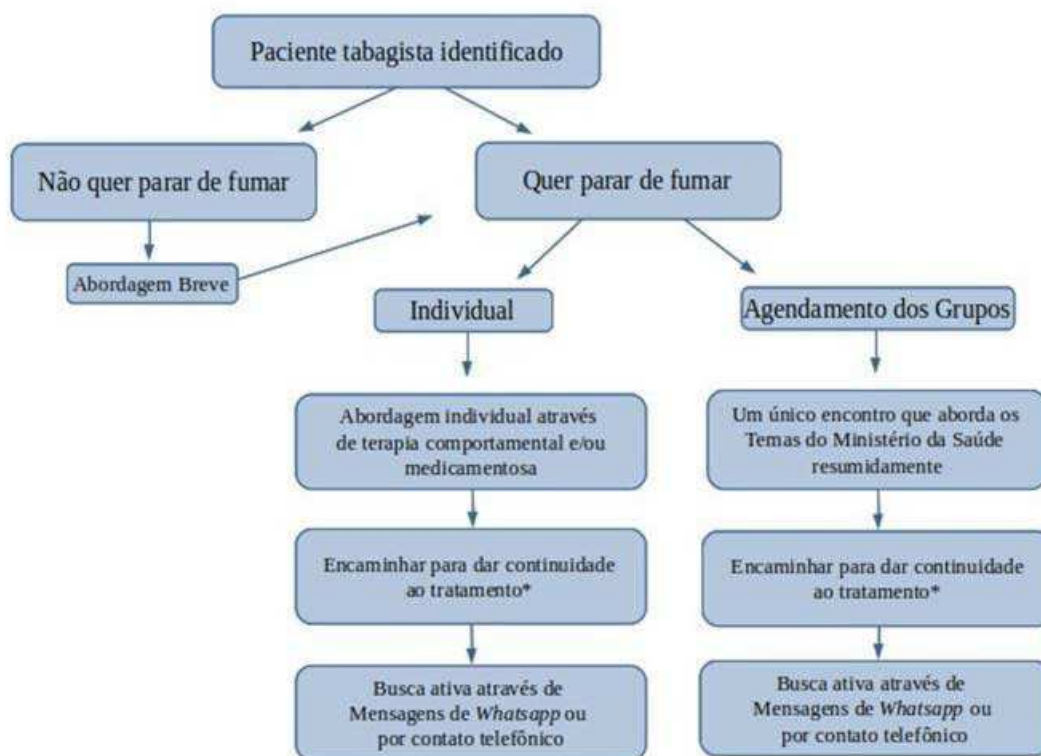 Paciente tabagista identificado
Não quer parar de fumar
Quer parar de fumar
Abordagem Breve
Individual
Agendamento dos Grupos
Abordagem individual através
de terapia comportamental e/ou
medicamentosa
Um único encontro que aborda os
Temas do Ministério da Saúde
resumidamente
Encaminhar para dar continuidade
ao tratamento*
Encaminhar para dar continuidade
ao tratamento*
Busca ativa através de
Mensagens de Whatsapp ou
por contato telefônico
Busca ativa através de
Mensagens de Whatsapp ou
por contato telefônico